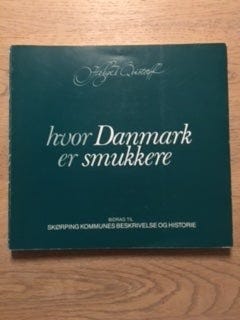 hvor Danmark
er smukkere
BIDRAG TIL
SKØRPING KOMMUNES BESKRIVELSE OG HISTORIE